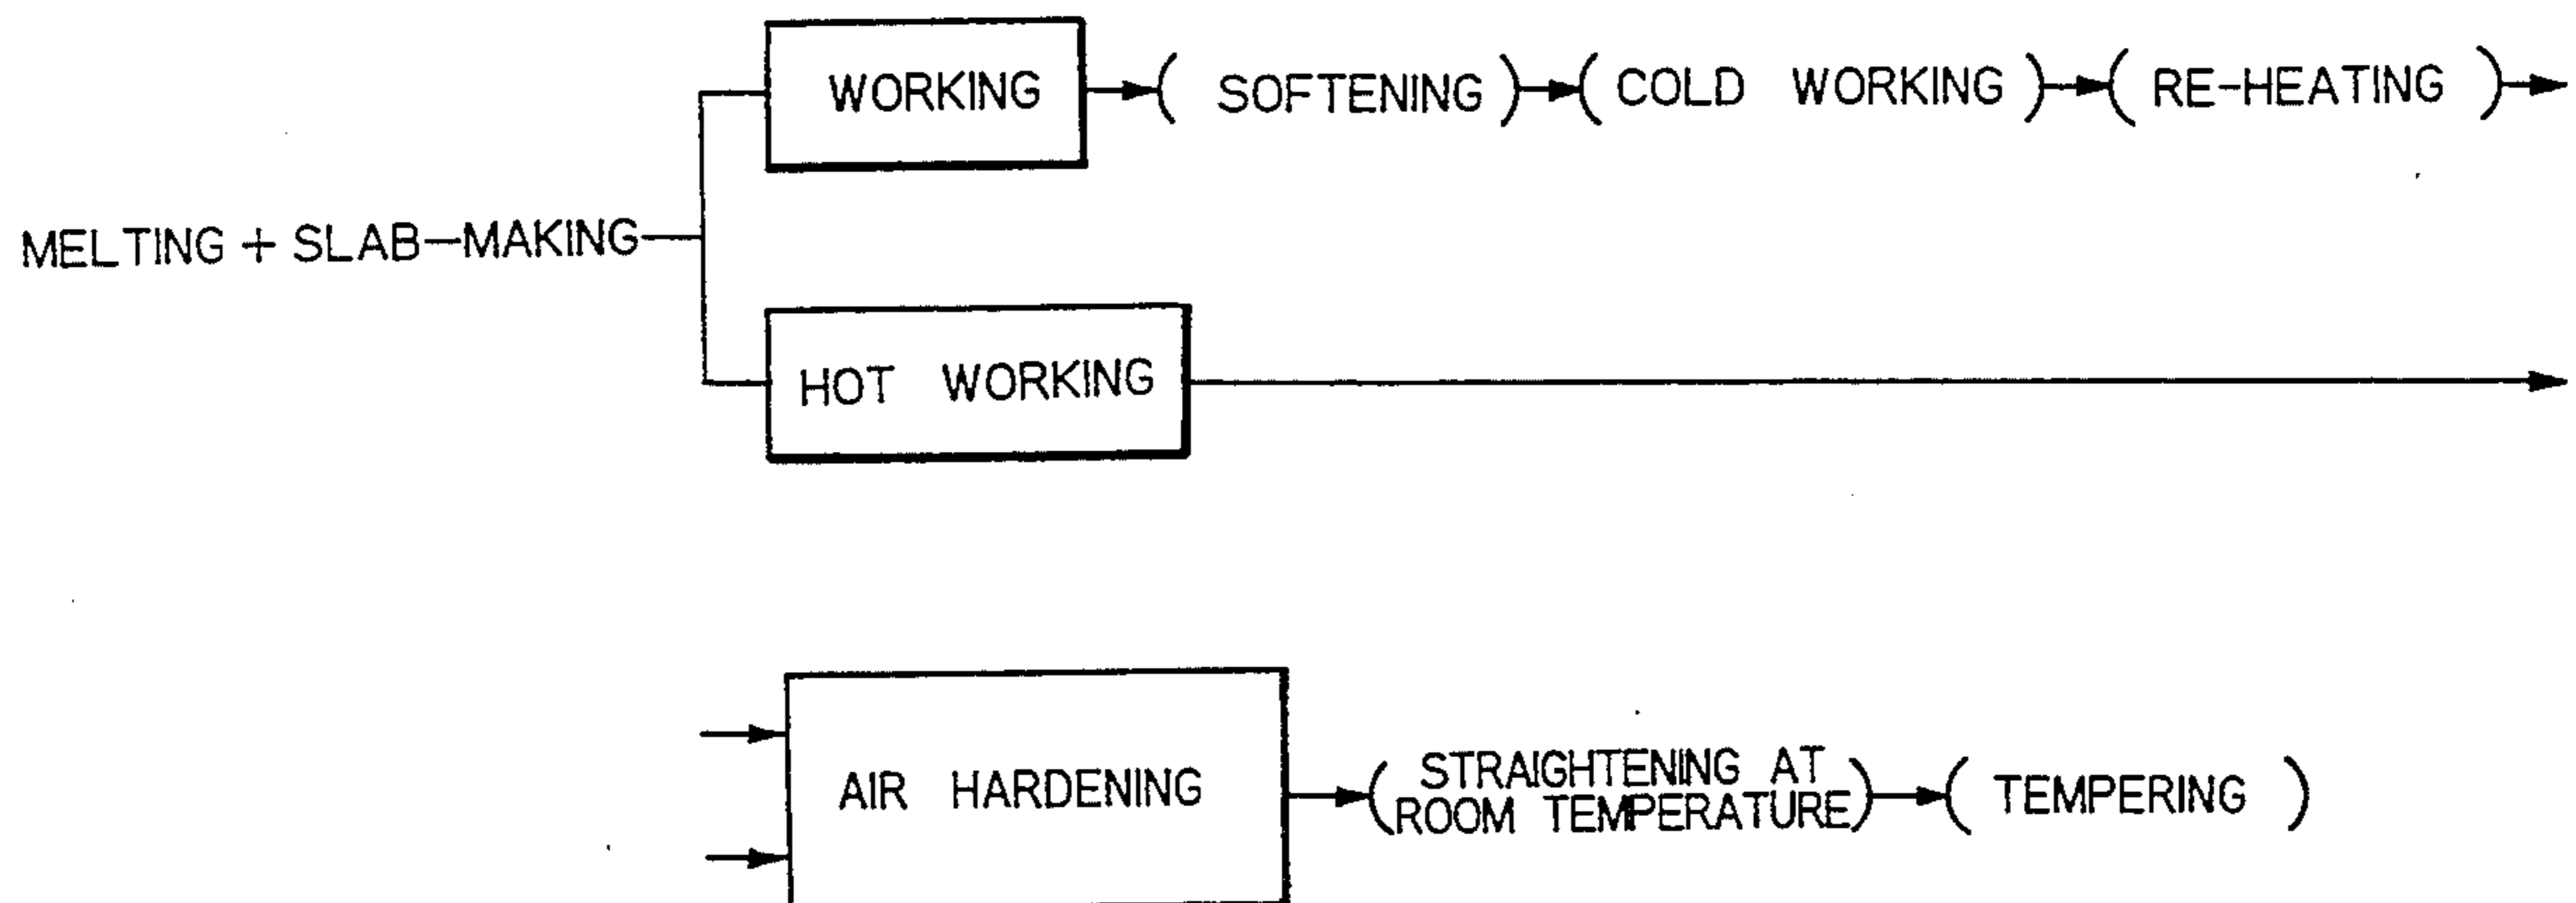 WORKING
( SOFTENING )
( COLD WORKING )
( RE-HEATING )
MELTING + SLAB-MAKING
HOT WORKING
AIR HARDENING
( STRAIGHTENING AT
ROOM TEMPERATURE )
( TEMPERING )